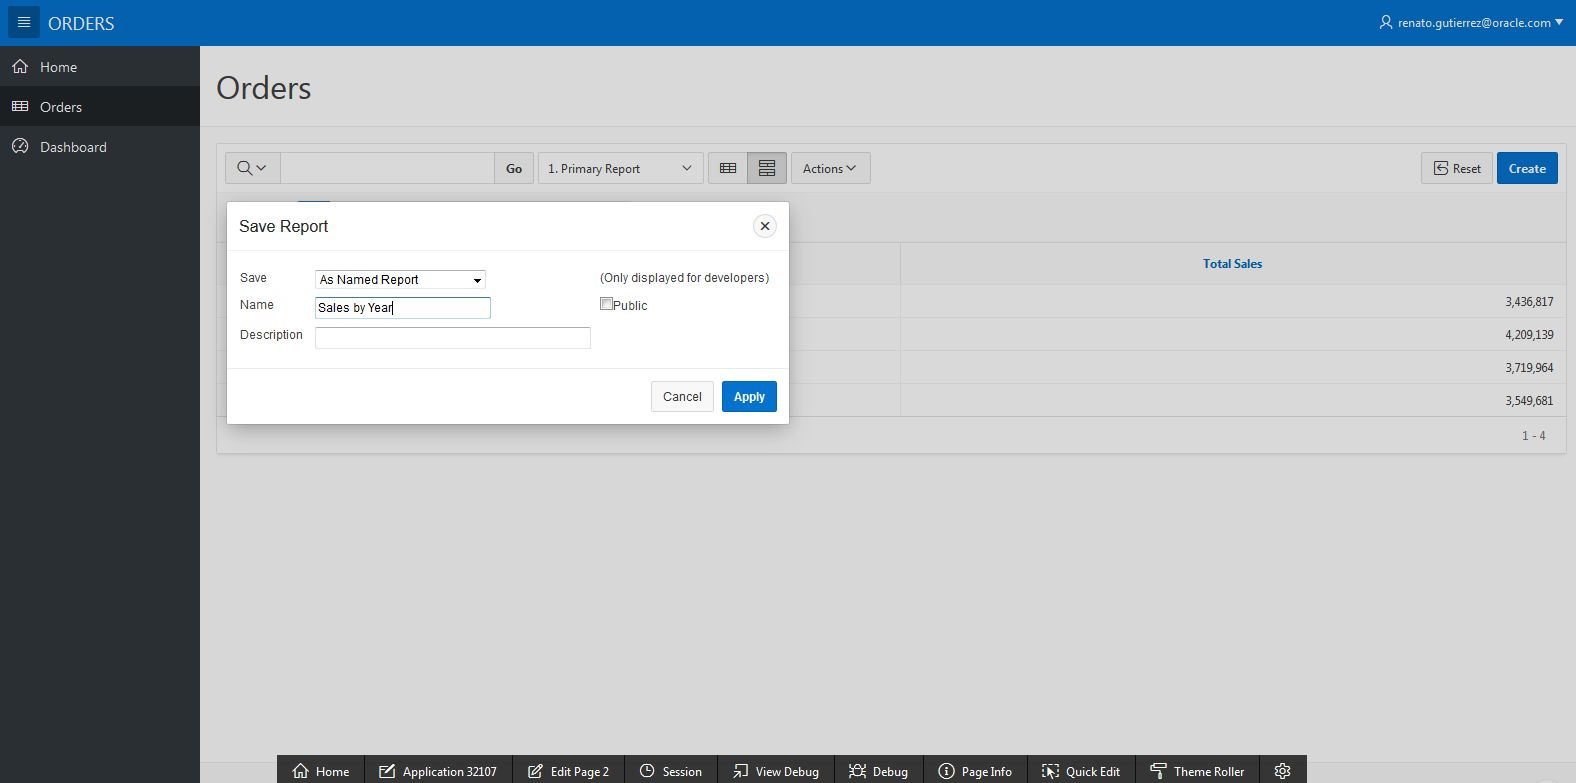 ORDERS
renato.gutierrez@oracle.com
Home
Orders
Dashboard
Orders
Go
1. Primary Report
Actions
Reset
Create
Save Report
Save
As Named Report
(Only displayed for developers)
Name
Sales by Year
Public
Description
Cancel
Apply
Total Sales
3,436,817
4,209,139
3,719,964
3,549,681
1 - 4
Home
Application 32107
Edit Page 2
Session
View Debug
Debug
Page Info
Quick Edit
Theme Roller